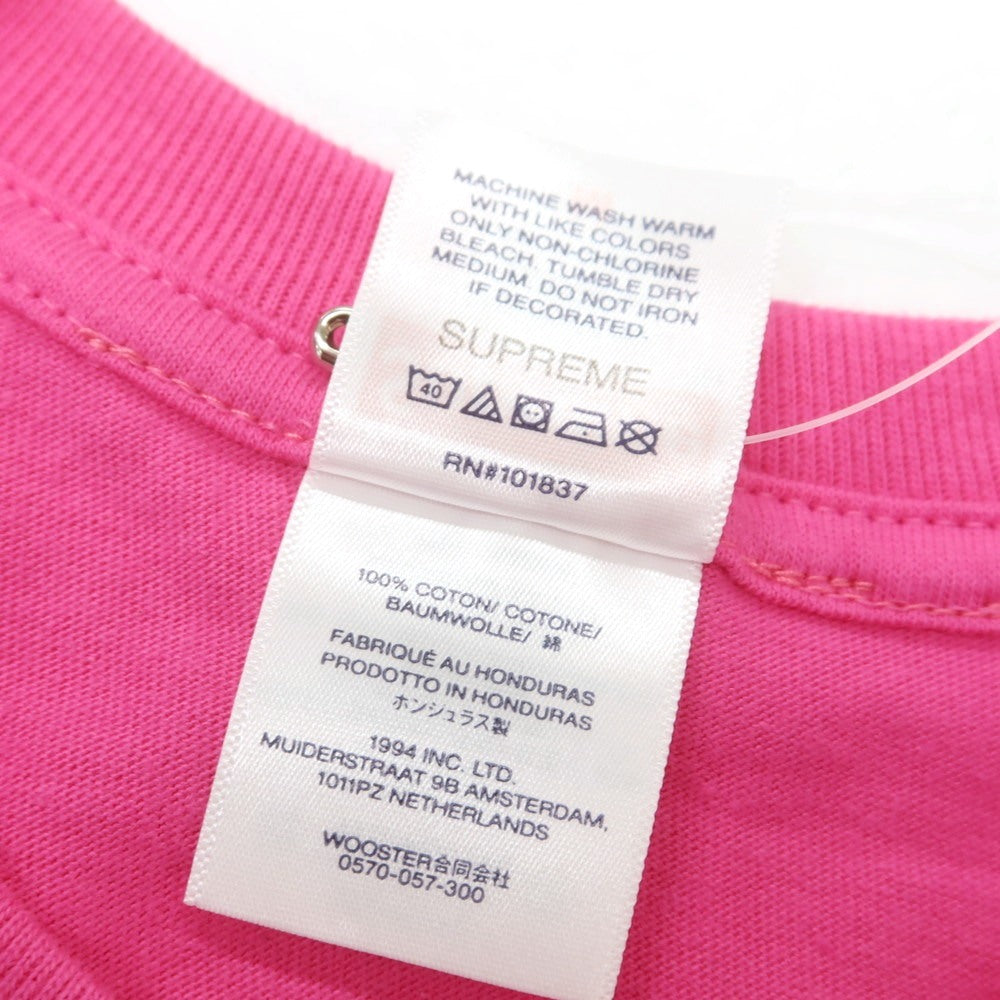 MACHINE WASH WARM
WITH LIKE COLORS
ONLY NON-CHLORINE
BLEACH. TUMBLE DRY
MEDIUM. DO NOT IRON
IF DECORATED.
SUPREME
40
RN#101837
100% COTON/ COTONE/
BAUMWOLLE/ 綿
FABRIQUÉ AU HONDURAS
PRODOTTO IN HONDURAS
ホンジュラス製
1994 INC. LTD.
MUIDERSTRAAT 9B AMSTERDAM,
1011PZ NETHERLANDS
WOOSTER合同会社
0570-057-300